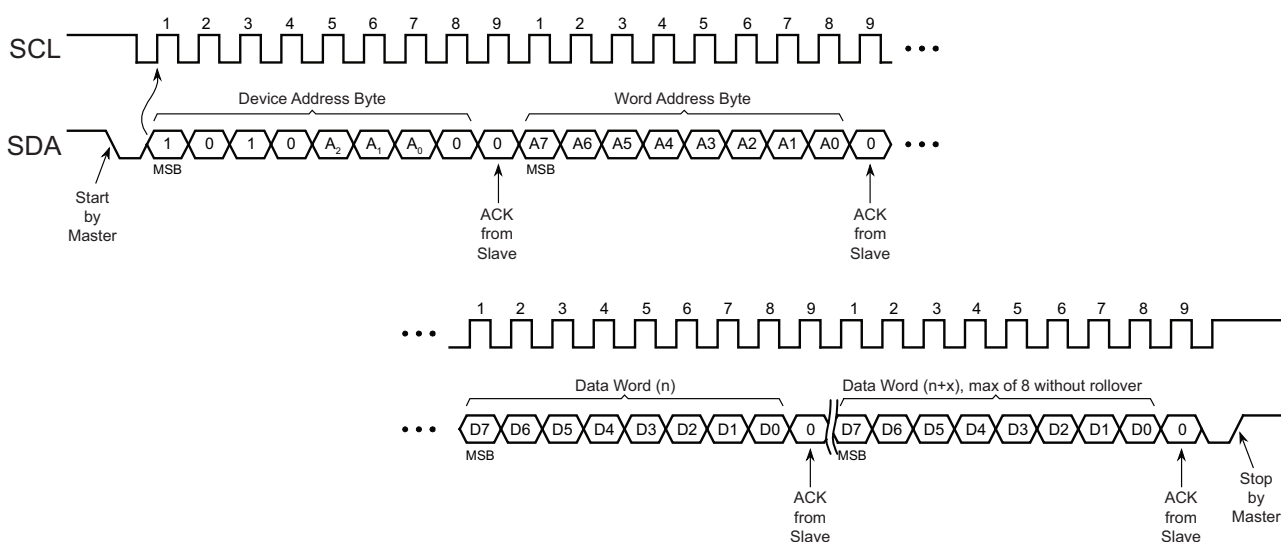 1 2 3 4 5 6 7 8 9 1 2 3 4 5 6 7 8 9
SCL
Device Address Byte Word Address Byte
SDA 1 0 1 0 A2 A1 A0 0 0 A7 A6 A5 A4 A3 A2 A1 A0 0
MSB MSB
Start
by
Master
ACK
from
Slave
ACK
from
Slave
1 2 3 4 5 6 7 8 9 1 2 3 4 5 6 7 8 9
Data Word (n) Data Word (n+x), max of 8 without rollover
D7 D6 D5 D4 D3 D2 D1 D0 0 D7 D6 D5 D4 D3 D2 D1 D0 0
MSB MSB
ACK
from
Slave
ACK
from
Slave
Stop
by
Master